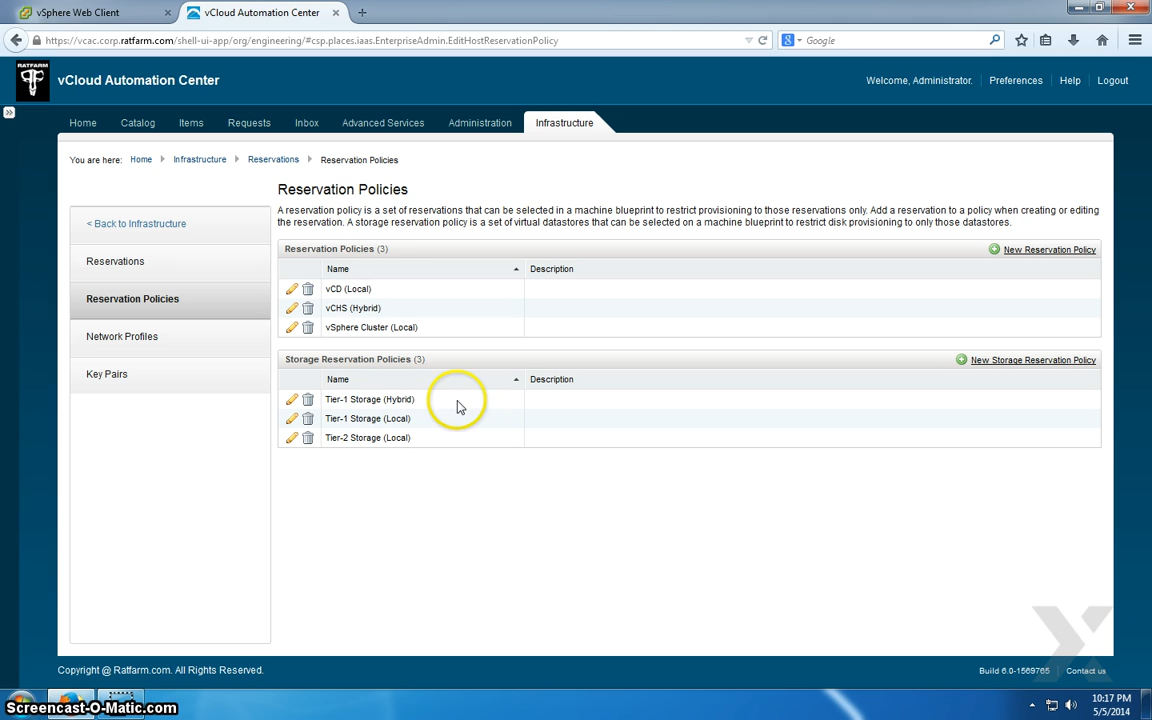 vSphere Web Client × vCloud Automation Center ×
https://vcac.corp.ratfarm.com/shell-ui-app/org/engineering/#csp.places.iaas.EnterpriseAdmin.EditHostReservationPolicy
Google
RATFARM
vCloud Automation Center
Welcome, Administrator. Preferences Help Logout
Home Catalog Items Requests Inbox Advanced Services Administration Infrastructure
You are here: Home Infrastructure Reservations Reservation Policies
< Back to Infrastructure
Reservations
Reservation Policies
Network Profiles
Key Pairs
Reservation Policies
A reservation policy is a set of reservations that can be selected in a machine blueprint to restrict provisioning to those reservations only. Add a reservation to a policy when creating or editing
the reservation. A storage reservation policy is a set of virtual datastores that can be selected on a machine blueprint to restrict disk provisioning to only those datastores.
Reservation Policies (3) New Reservation Policy
Name Description
vCD (Local)
vCHS (Hybrid)
vSphere Cluster (Local)
Storage Reservation Policies (3) New Storage Reservation Policy
Name Description
Tier-1 Storage (Hybrid)
Tier-1 Storage (Local)
Tier-2 Storage (Local)
Copyright @ Ratfarm.com. All Rights Reserved.
Build 6.0-1569765 Contact us
Screencast-O-Matic.com
10:17 PM
5/5/2014